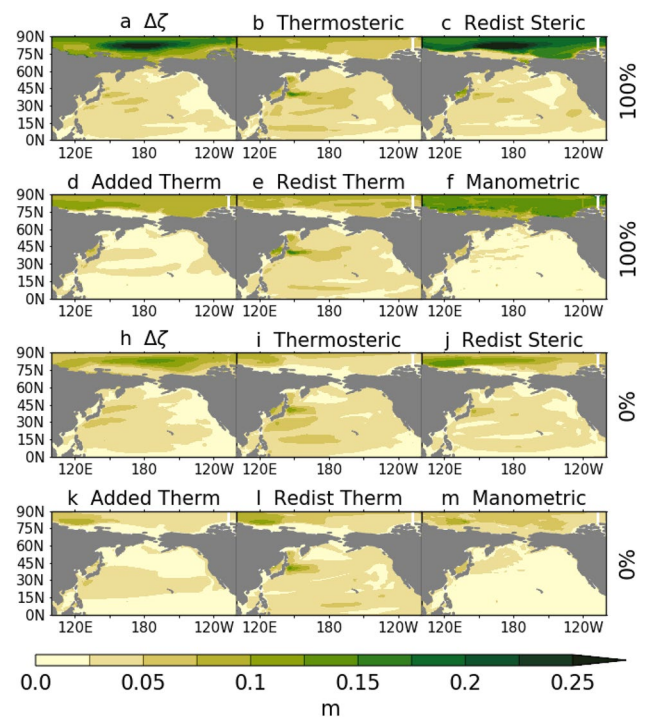 a Δζ b Thermosteric c Redist Steric
90N
75N
60N
45N
30N
15N
0N
120E 180 120W 120E 180 120W 120E 180 120W
100%
d Added Therm e Redist Therm f Manometric
90N
75N
60N
45N
30N
15N
0N
120E 180 120W 120E 180 120W 120E 180 120W
100%
h Δζ i Thermosteric j Redist Steric
90N
75N
60N
45N
30N
15N
0N
120E 180 120W 120E 180 120W 120E 180 120W
0%
k Added Therm l Redist Therm m Manometric
90N
75N
60N
45N
30N
15N
0N
120E 180 120W 120E 180 120W 120E 180 120W
0%
0.0 0.05 0.1 0.15 0.2 0.25
m